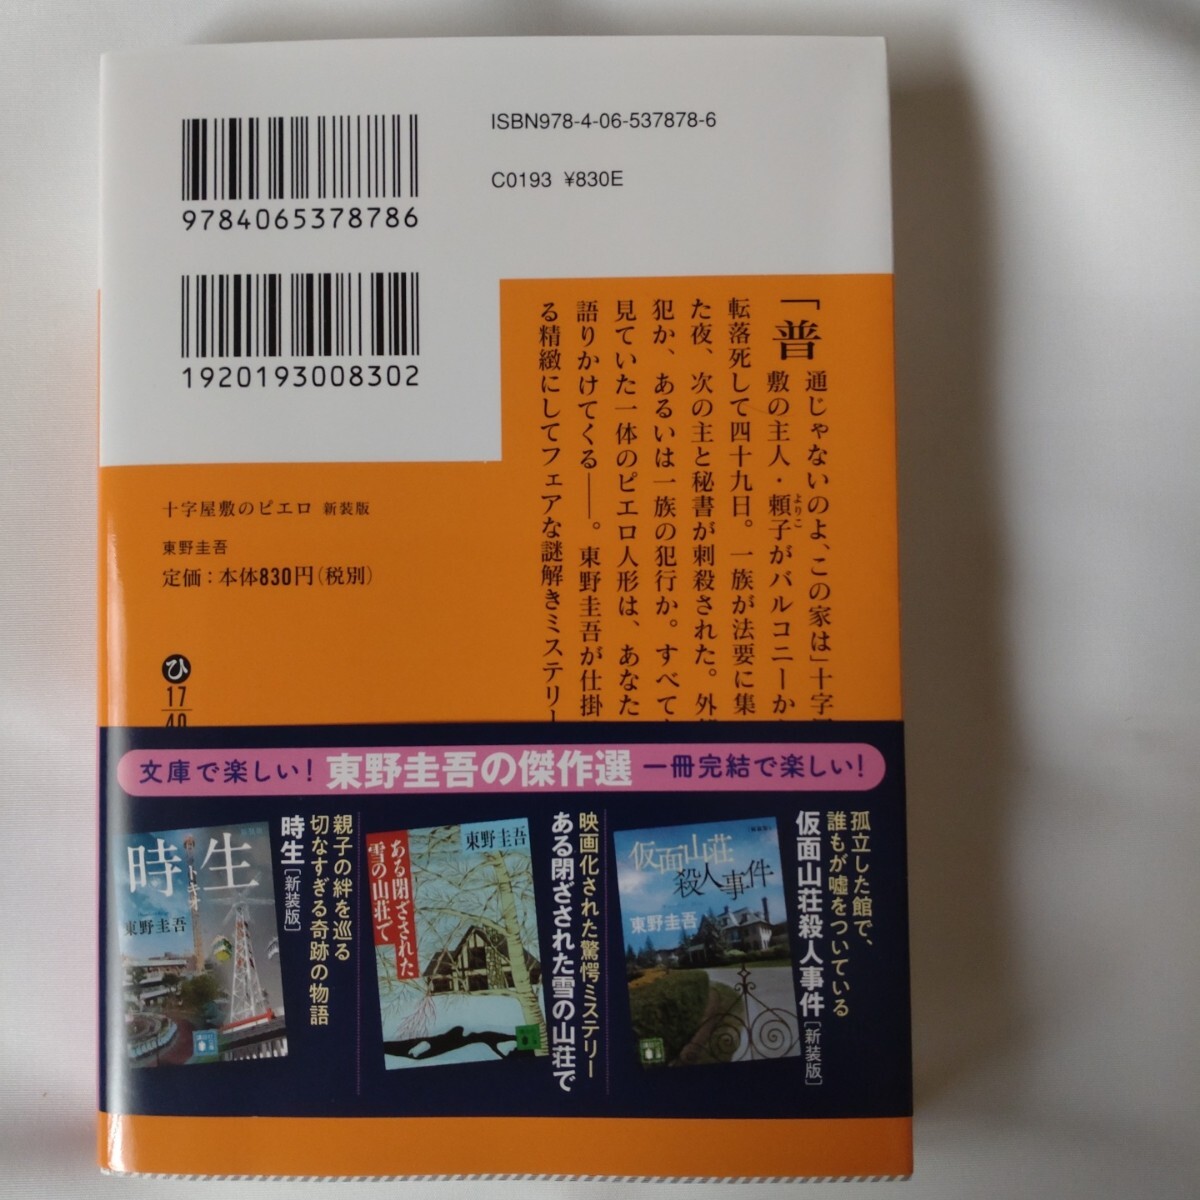 ISBN978-4-06-537878-6
C0193 ¥830E
9784065378786
1920193008302
「普通じゃないのよ、この家は」十字
敷の主人・頼子がバルコニーか
よりこ
転落死して四十九日。一族が法要に集
た夜、次の主と秘書が刺殺された。外
犯か、あるいは一族の犯行か。すべて
見ていた一体のピエロ人形は、あなた
語りかけてくる――。東野圭吾が仕掛
る精緻にしてフェアな謎解きミステリー
十字屋敷のピエロ 新装版
東野圭吾
定価：本体830円（税別）
ひ
17
文庫で楽しい！ 東野圭吾の傑作選 一冊完結で楽しい！
孤立した館で、
誰もが嘘をついている
仮面山荘殺人事件［新装版］
仮面山荘
殺人事件
東野圭吾
映画化された驚愕ミステリー
ある閉ざされた雪の山荘で
東野圭吾
ある閉ざされた
雪の山荘で
親子の絆を巡る
切なすぎる奇跡の物語
時生［新装版］
時生
トキオ
東野圭吾